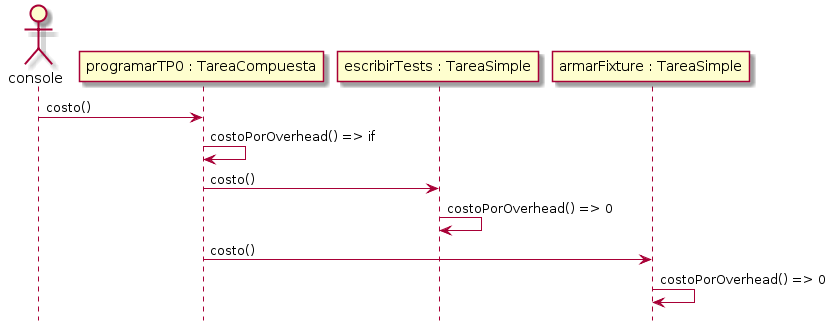 console
programarTP0 : TareaCompuesta
escribirTests : TareaSimple
armarFixture : TareaSimple
costo()
costoPorOverhead() => if
costo()
costoPorOverhead() => 0
costo()
costoPorOverhead() => 0